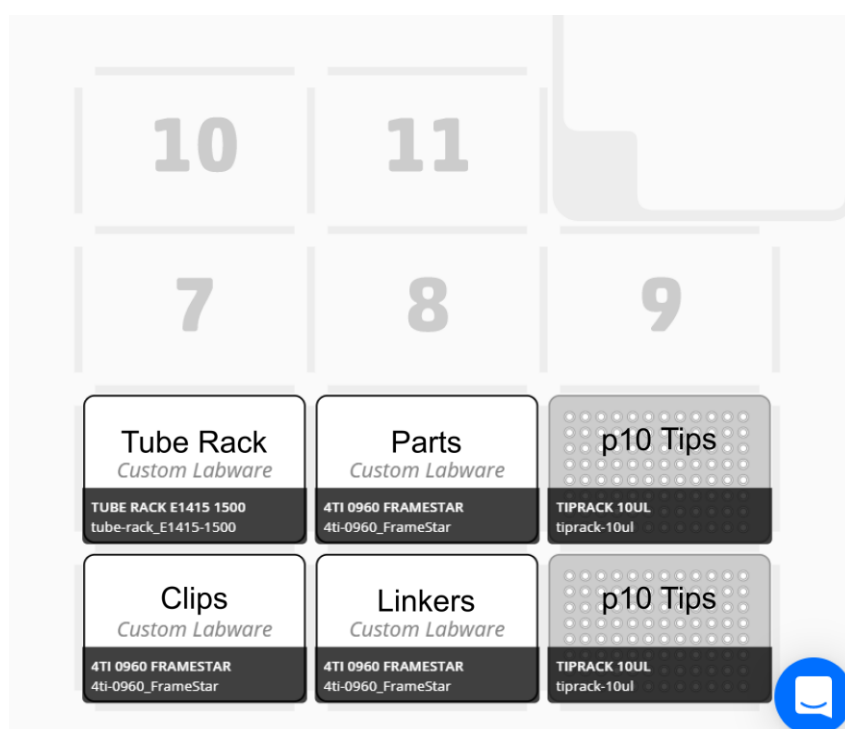 10
11
7
8
9
Tube Rack
Custom Labware
TUBE RACK E1415 1500
tube-rack_E1415-1500
Parts
Custom Labware
4TI 0960 FRAMESTAR
4ti-0960_FrameStar
p10 Tips
TIPRACK 10UL
tiprack-10ul
Clips
Custom Labware
4TI 0960 FRAMESTAR
4ti-0960_FrameStar
Linkers
Custom Labware
4TI 0960 FRAMESTAR
4ti-0960_FrameStar
p10 Tips
TIPRACK 10UL
tiprack-10ul